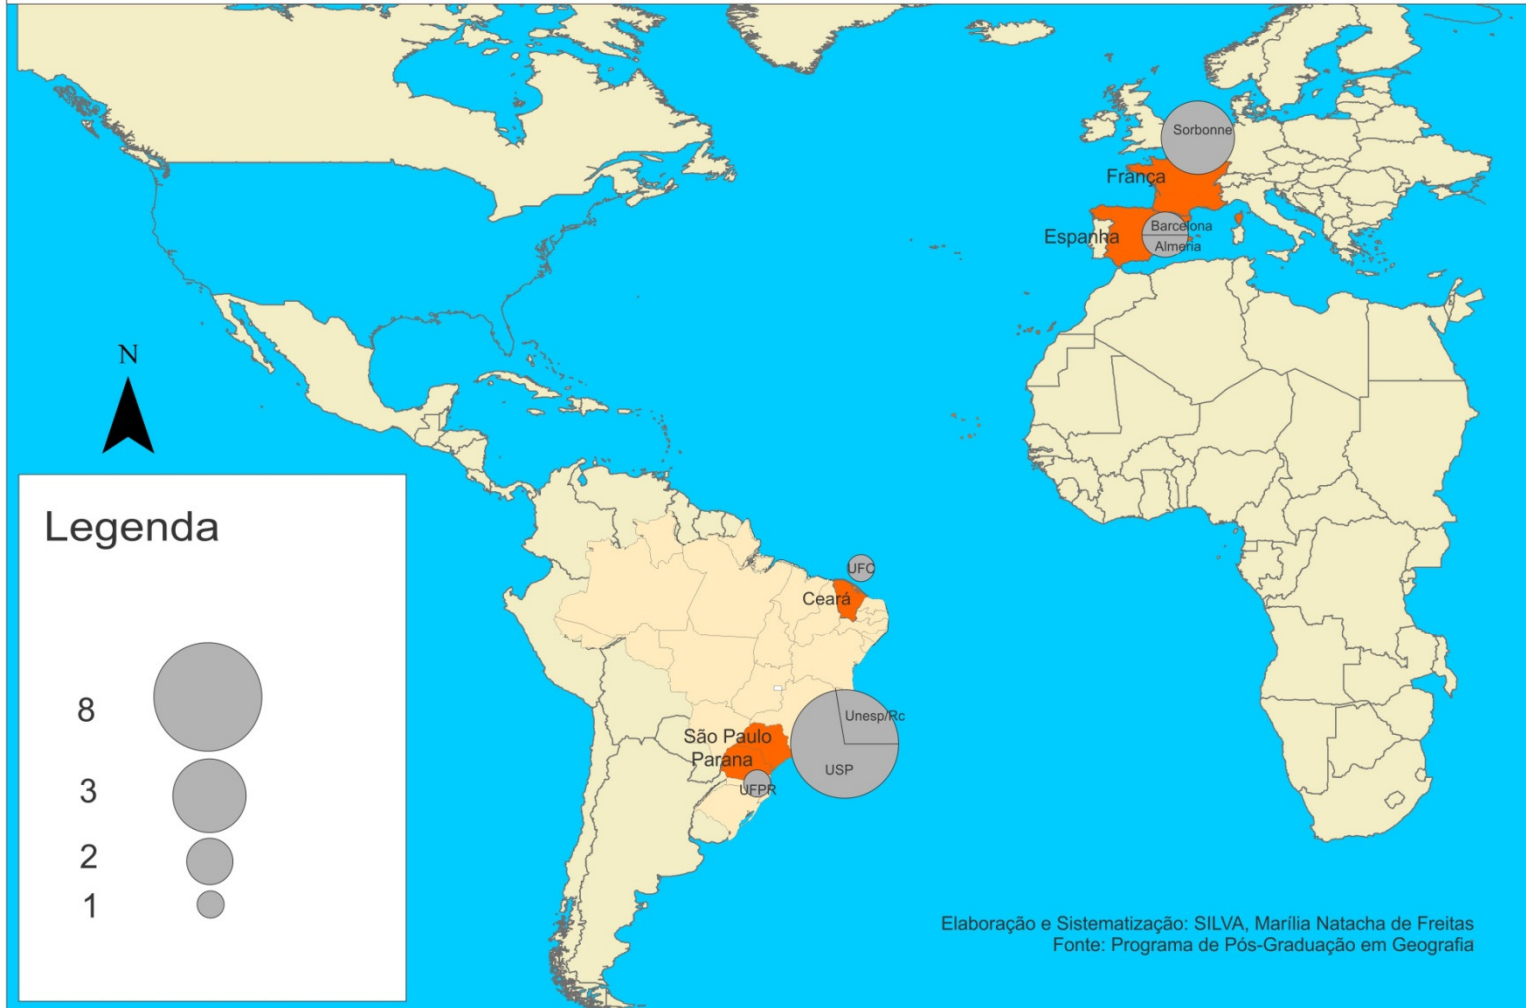 Sorbonne
França
Barcelona
Espanha
Almeria
N
Legenda
8
3
2
1
UFC
Ceará
Unesp/Rc
São Paulo
Parana
USP
UFPR
Elaboração e Sistematização: SILVA, Marília Natacha de Freitas
Fonte: Programa de Pós-Graduação em Geografia